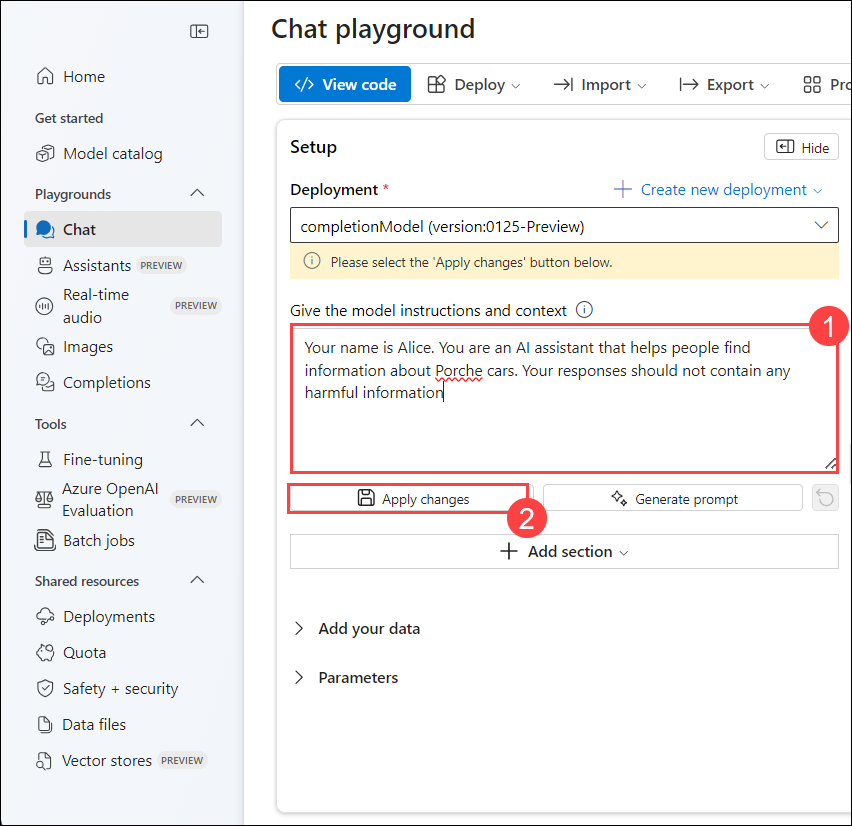 Home
Get started
Model catalog
Playgrounds
Chat
Assistants PREVIEW
Real-time
audio
PREVIEW
Images
Completions
Tools
Fine-tuning
Azure OpenAI
Evaluation
PREVIEW
Batch jobs
Shared resources
Deployments
Quota
Safety + security
Data files
Vector stores PREVIEW
Chat playground
View code Deploy Import Export Pro
Setup
Hide
Deployment *
Create new deployment
completionModel (version:0125-Preview)
Please select the 'Apply changes' button below.
Give the model instructions and context
1
Your name is Alice. You are an AI assistant that helps people find
information about Porche cars. Your responses should not contain any
harmful information
Apply changes
2
Generate prompt
Add section
Add your data
Parameters